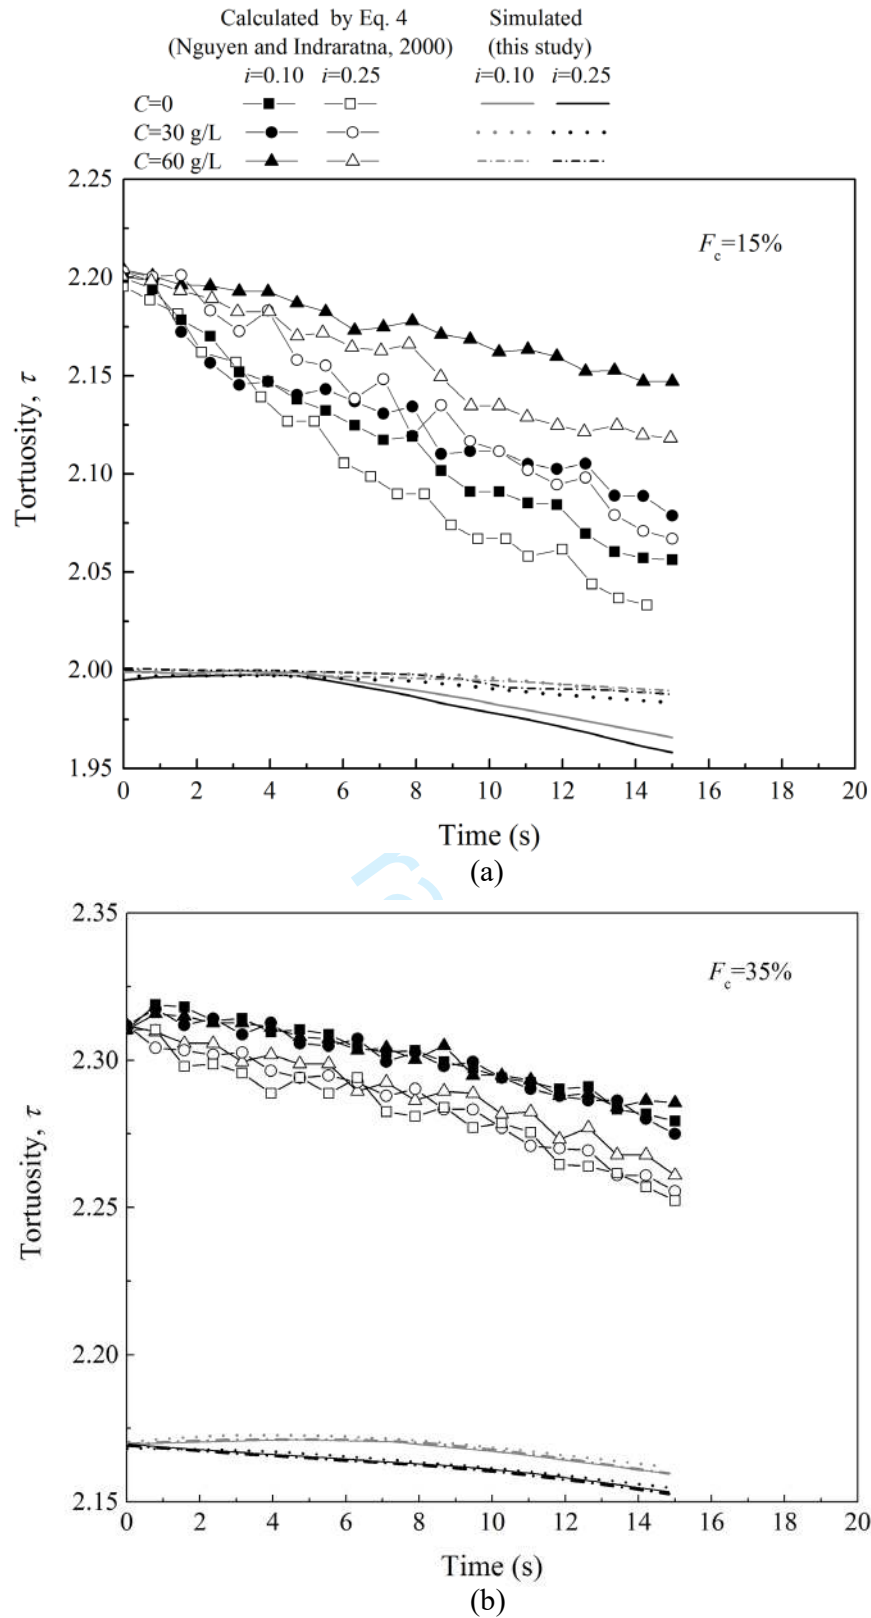 Calculated by Eq. 4 Simulated
(Nguyen and Indraratna, 2000) (this study)
i=0.10 i=0.25 i=0.10 i=0.25
C=0
C=30 g/L
C=60 g/L
2.25
2.20
2.15
2.10
2.05
2.00
1.95
Tortuosity, τ
Fc=15%
0 2 4 6 8 10 12 14 16 18 20
Time (s)
(a)
2.35
2.30
2.25
2.20
2.15
Tortuosity, τ
Fc=35%
0 2 4 6 8 10 12 14 16 18 20
Time (s)
(b)